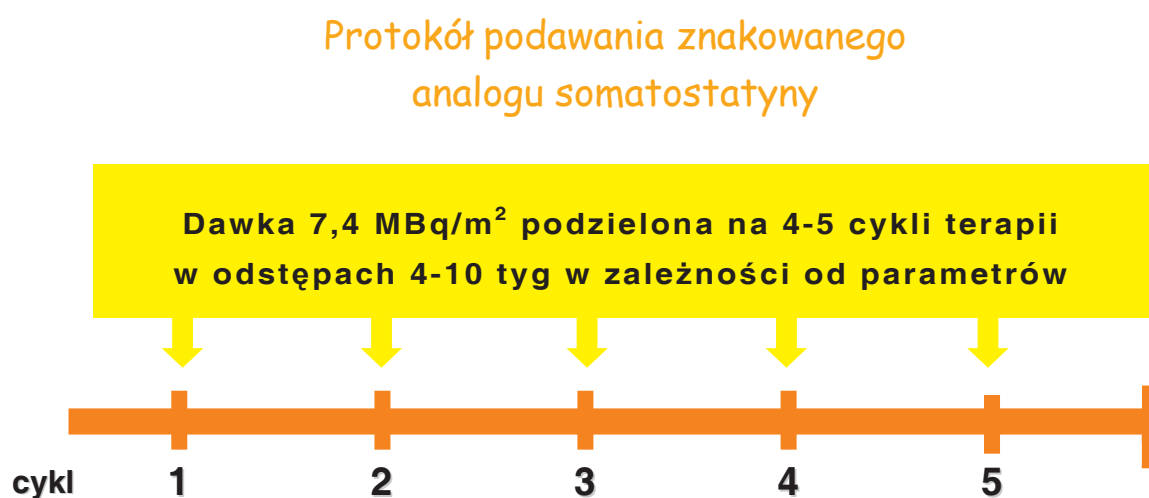 Protokół podawania znakowanego
analogu somatostatyny
Dawka 7,4 MBq/m² podzielona na 4-5 cykli terapii
w odstępach 4-10 tyg w zależności od parametrów
cykl 1 2 3 4 5